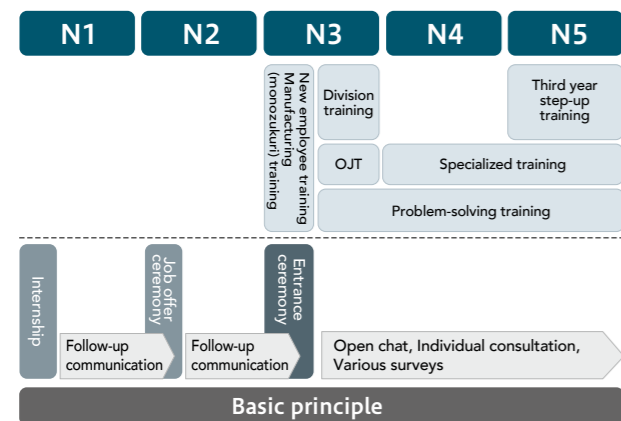 N1
N2
N3
N4
N5
New employee training
Manufacturing
(monozukuri) training
Division
training
Third year
step-up
training
OJT
Specialized training
Problem-solving training
Internship
Job offer
ceremony
Entrance
ceremony
Follow-up
communication
Follow-up
communication
Open chat, Individual consultation,
Various surveys
Basic principle